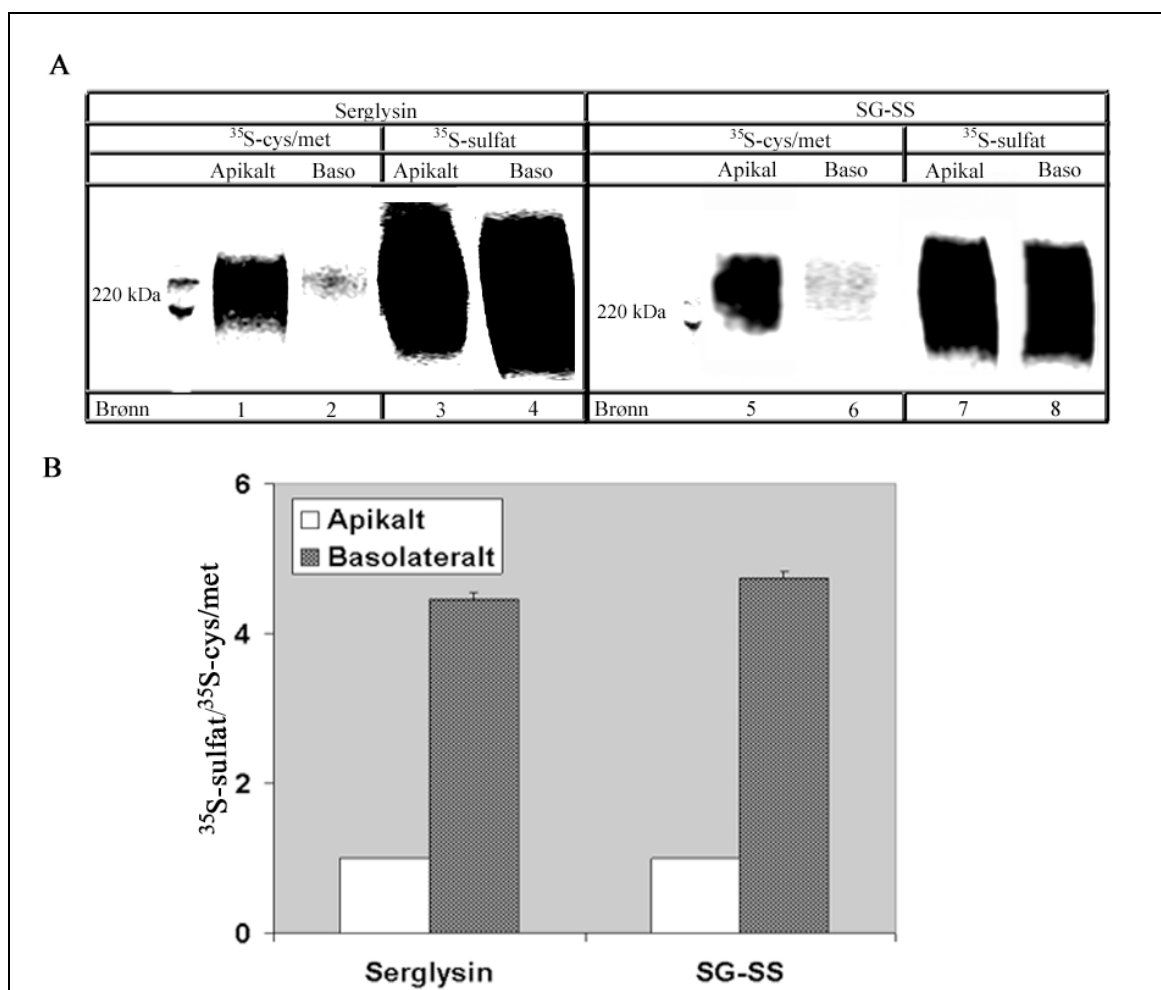 A
Serglysin SG-SS
³⁵S-cys/met ³⁵S-sulfat ³⁵S-cys/met ³⁵S-sulfat
Apikalt Baso Apikalt Baso Apikal Baso Apikal Baso
220 kDa 220 kDa
Brønn 1 2 3 4 Brønn 5 6 7 8
B
6
Apikalt
Basolateralt
4
2
0
³⁵S-sulfat/³⁵S-cys/met
Serglysin SG-SS